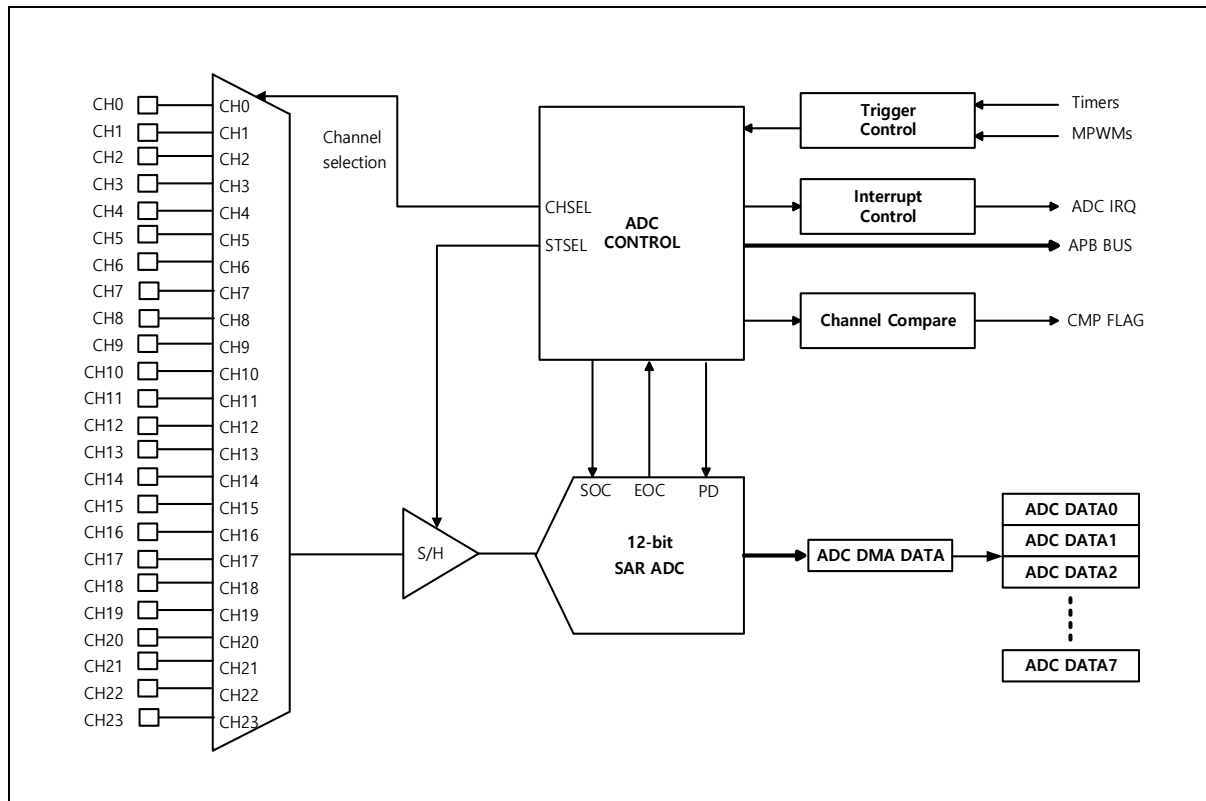 CH0
CH1
CH2
CH3
CH4
CH5
CH6
CH7
CH8
CH9
CH10
CH11
CH12
CH13
CH14
CH15
CH16
CH17
CH18
CH19
CH20
CH21
CH22
CH23
CH0
CH1
CH2
CH3
CH4
CH5
CH6
CH7
CH8
CH9
CH10
CH11
CH12
CH13
CH14
CH15
CH16
CH17
CH18
CH19
CH20
CH21
CH22
CH23
Channel
selection
S/H
CHSEL
STSEL
ADC
CONTROL
SOC
EOC
PD
12-bit
SAR ADC
Trigger
Control
Timers
MPWMs
Interrupt
Control
ADC IRQ
APB BUS
Channel Compare
CMP FLAG
ADC DMA DATA
ADC DATA0
ADC DATA1
ADC DATA2
ADC DATA7